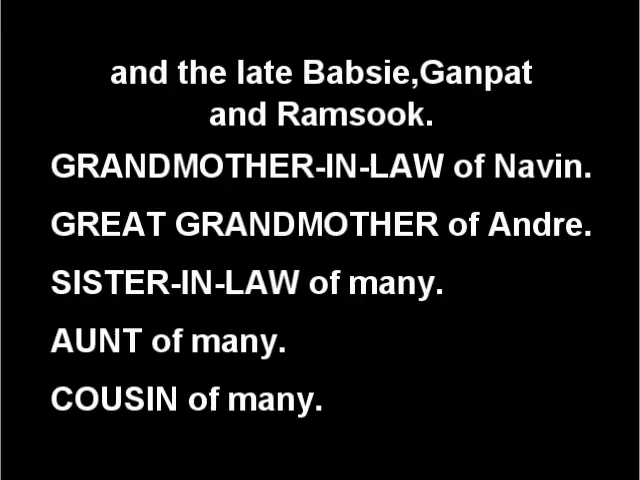 and the late Babsie,Ganpat
and Ramsook.
GRANDMOTHER-IN-LAW of Navin.
GREAT GRANDMOTHER of Andre.
SISTER-IN-LAW of many.
AUNT of many.
COUSIN of many.